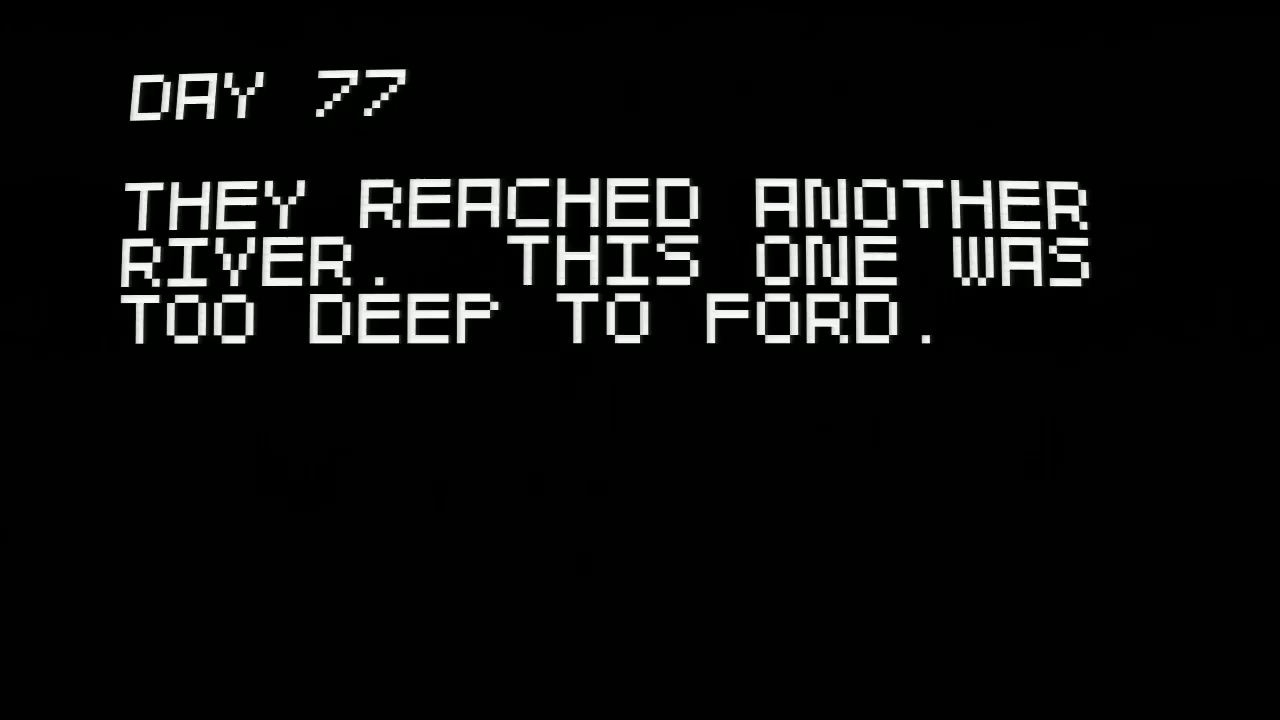 DAY 77
THEY REACHED ANOTHER
RIVER.  THIS ONE WAS
TOO DEEP TO FORD.